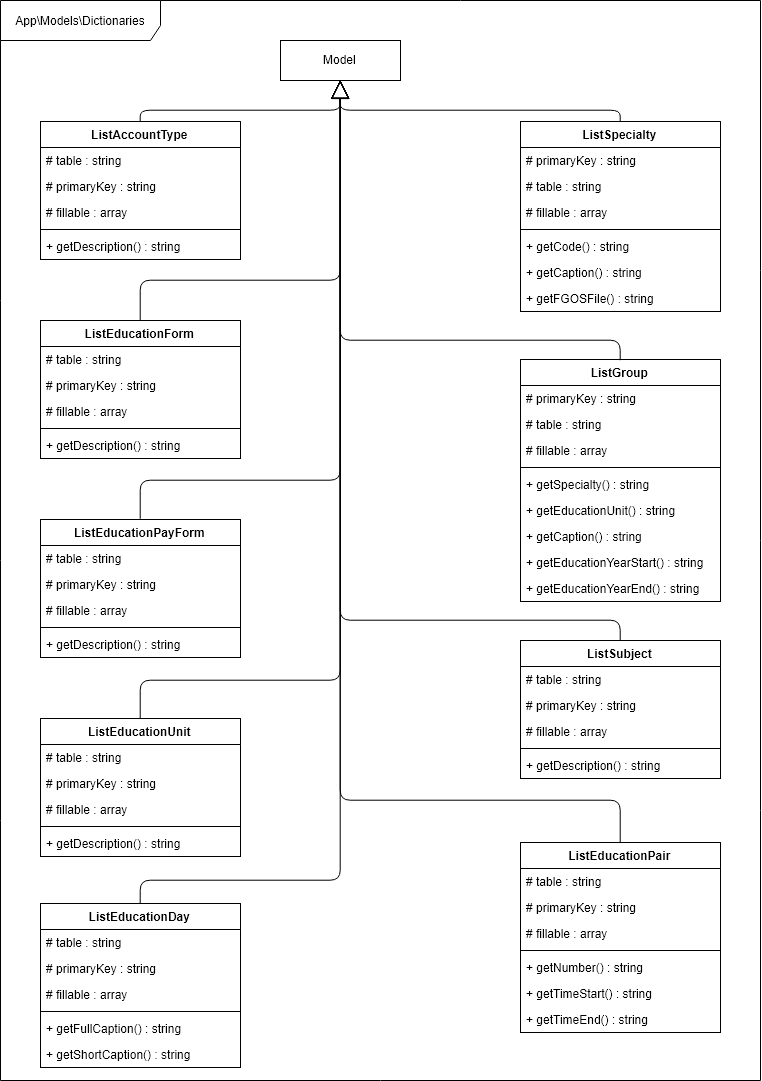 App\Models\Dictionaries
Model
ListAccountType
# table : string
# primaryKey : string
# fillable : array
+ getDescription() : string
ListEducationForm
# table : string
# primaryKey : string
# fillable : array
+ getDescription() : string
ListEducationPayForm
# table : string
# primaryKey : string
# fillable : array
+ getDescription() : string
ListEducationUnit
# table : string
# primaryKey : string
# fillable : array
+ getDescription() : string
ListEducationDay
# table : string
# primaryKey : string
# fillable : array
+ getFullCaption() : string
+ getShortCaption() : string
ListSpecialty
# primaryKey : string
# table : string
# fillable : array
+ getCode() : string
+ getCaption() : string
+ getFGOSFile() : string
ListGroup
# primaryKey : string
# table : string
# fillable : array
+ getSpecialty() : string
+ getEducationUnit() : string
+ getCaption() : string
+ getEducationYearStart() : string
+ getEducationYearEnd() : string
ListSubject
# table : string
# primaryKey : string
# fillable : array
+ getDescription() : string
ListEducationPair
# table : string
# primaryKey : string
# fillable : array
+ getNumber() : string
+ getTimeStart() : string
+ getTimeEnd() : string